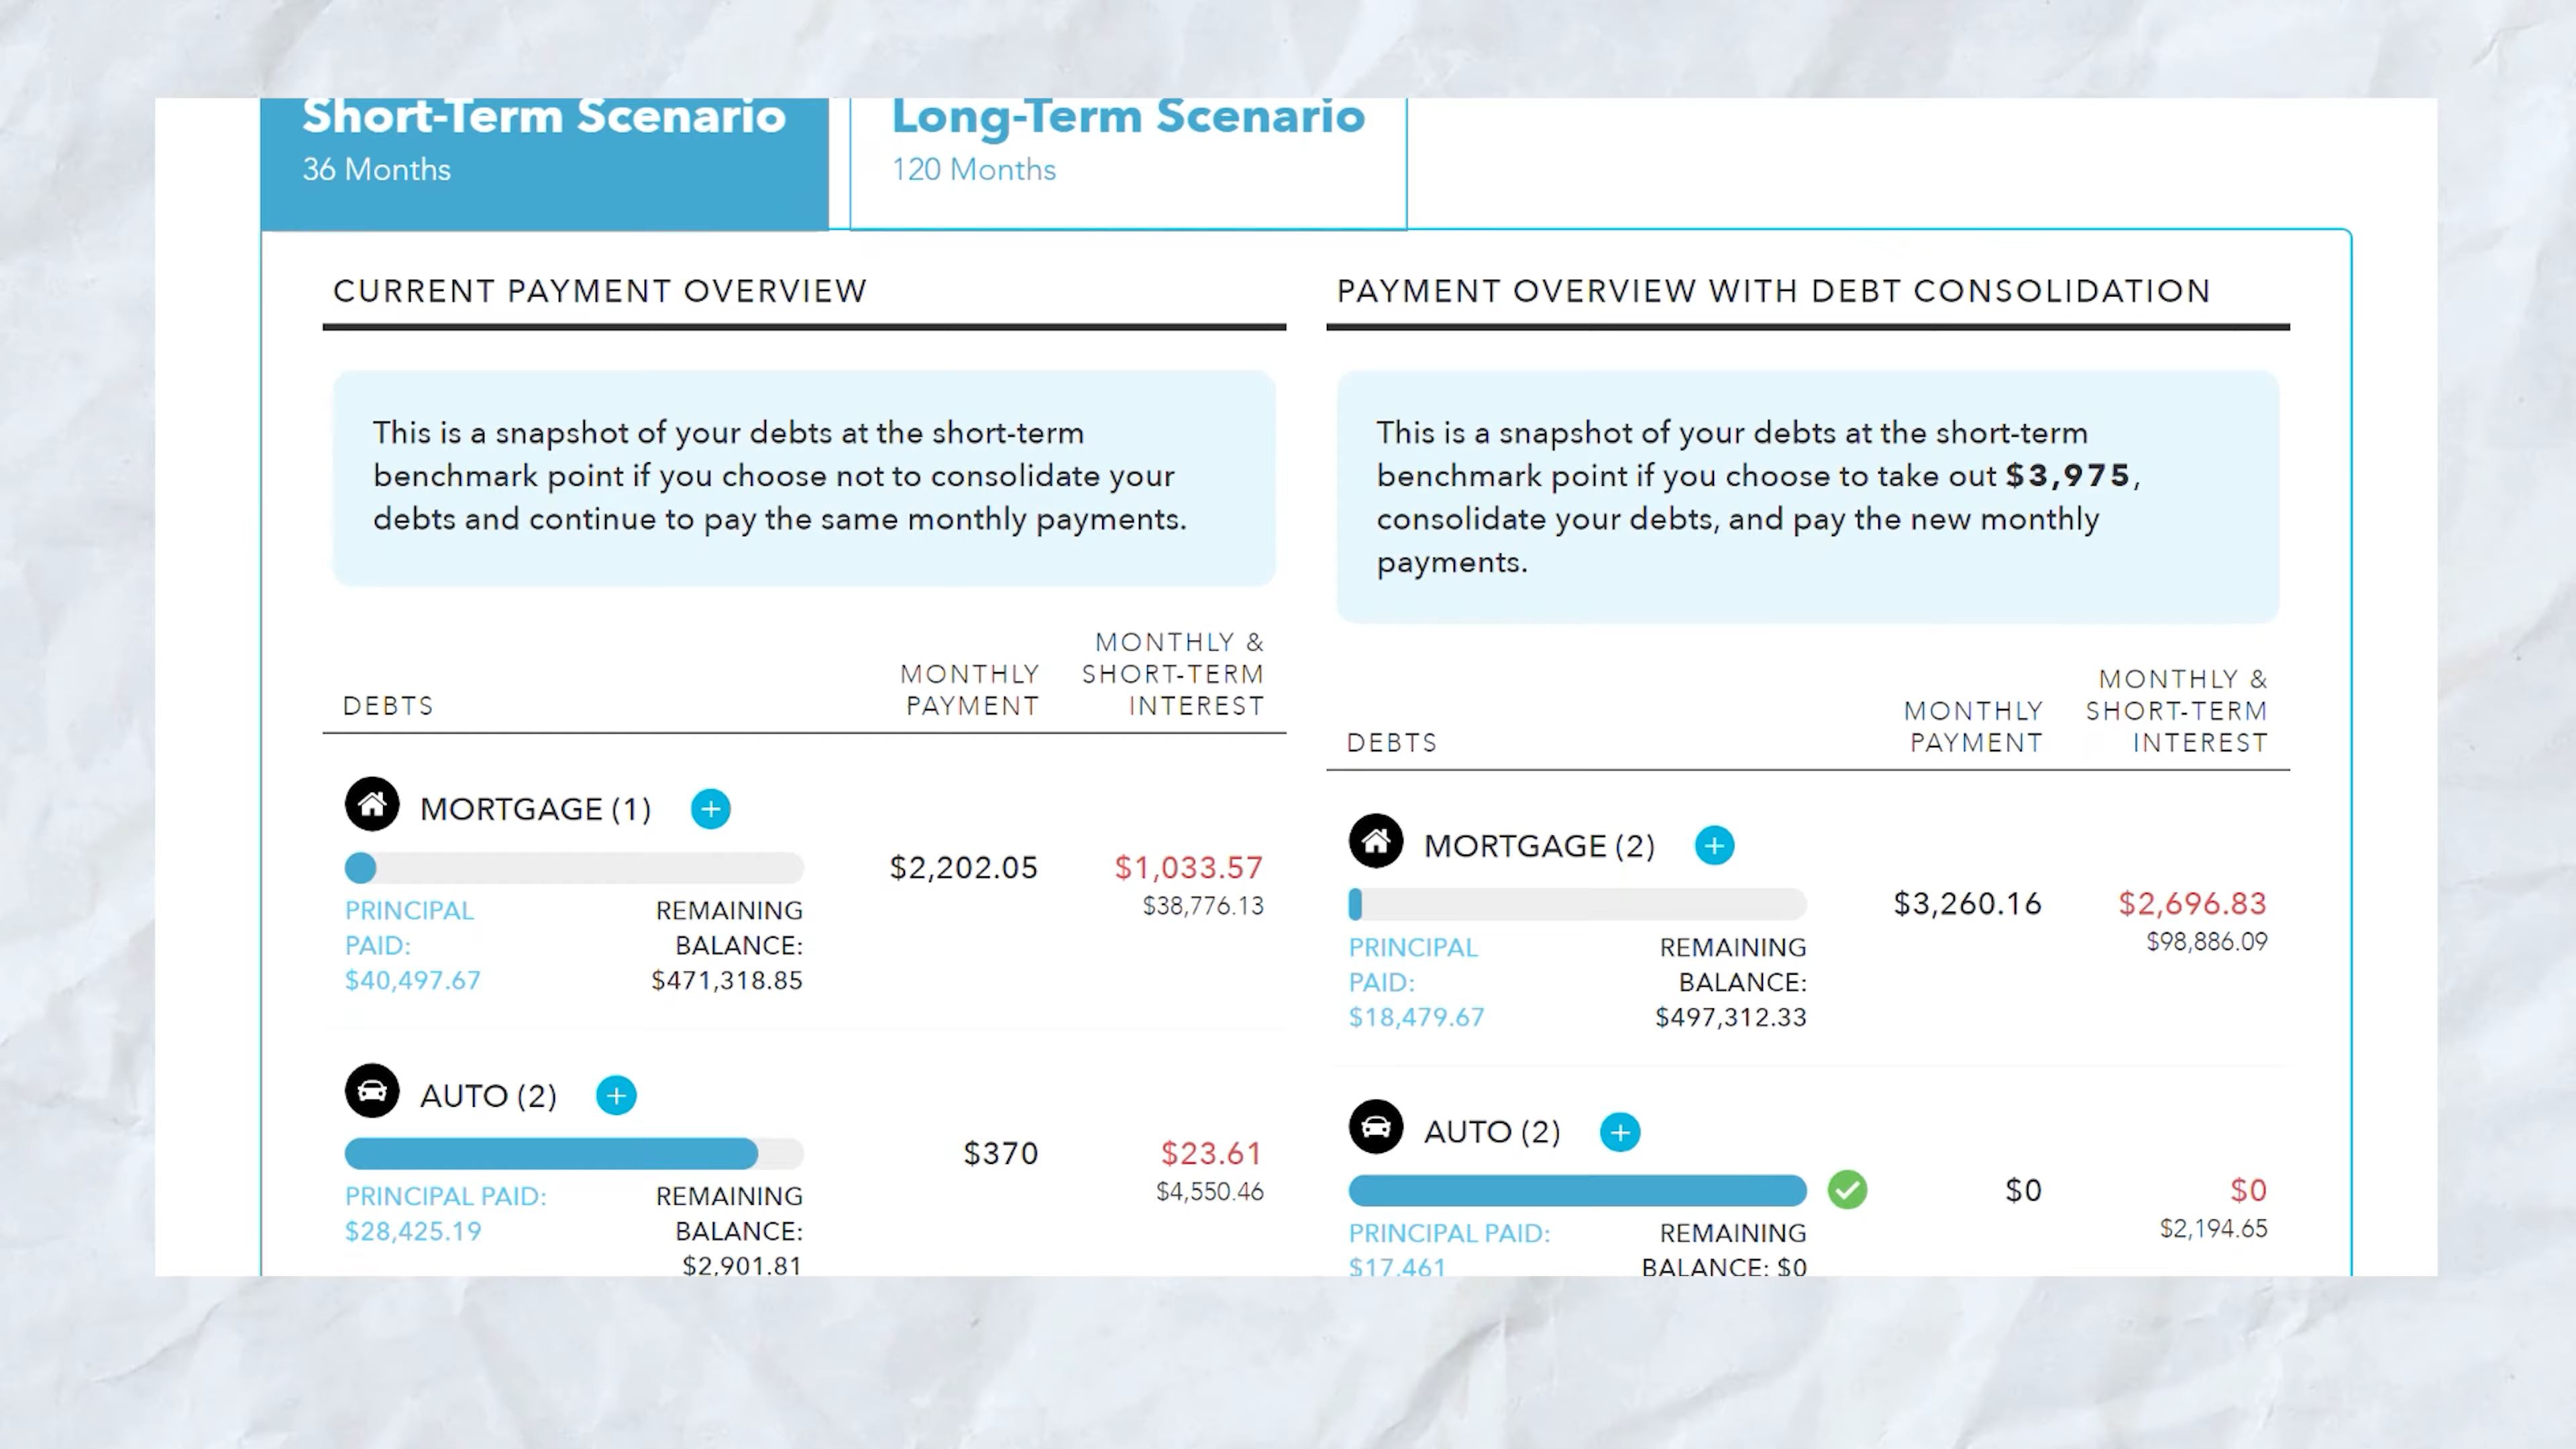 Short-Term Scenario
36 Months
Long-Term Scenario
120 Months
CURRENT PAYMENT OVERVIEW
This is a snapshot of your debts at the short-term
benchmark point if you choose not to consolidate your
debts and continue to pay the same monthly payments.
DEBTS
MONTHLY
PAYMENT
MONTHLY &
SHORT-TERM
INTEREST
MORTGAGE (1)
$2,202.05
$1,033.57
$38,776.13
PRINCIPAL
PAID:
$40,497.67
REMAINING
BALANCE:
$471,318.85
AUTO (2)
$370
$23.61
$4,550.46
PRINCIPAL PAID:
$28,425.19
REMAINING
BALANCE:
$2,901.81
PAYMENT OVERVIEW WITH DEBT CONSOLIDATION
This is a snapshot of your debts at the short-term
benchmark point if you choose to take out $3,975,
consolidate your debts, and pay the new monthly
payments.
DEBTS
MONTHLY
PAYMENT
MONTHLY &
SHORT-TERM
INTEREST
MORTGAGE (2)
$3,260.16
$2,696.83
$98,886.09
PRINCIPAL
PAID:
$18,479.67
REMAINING
BALANCE:
$497,312.33
AUTO (2)
$0
$0
$2,194.65
PRINCIPAL PAID:
$17,461
REMAINING
BALANCE: $0